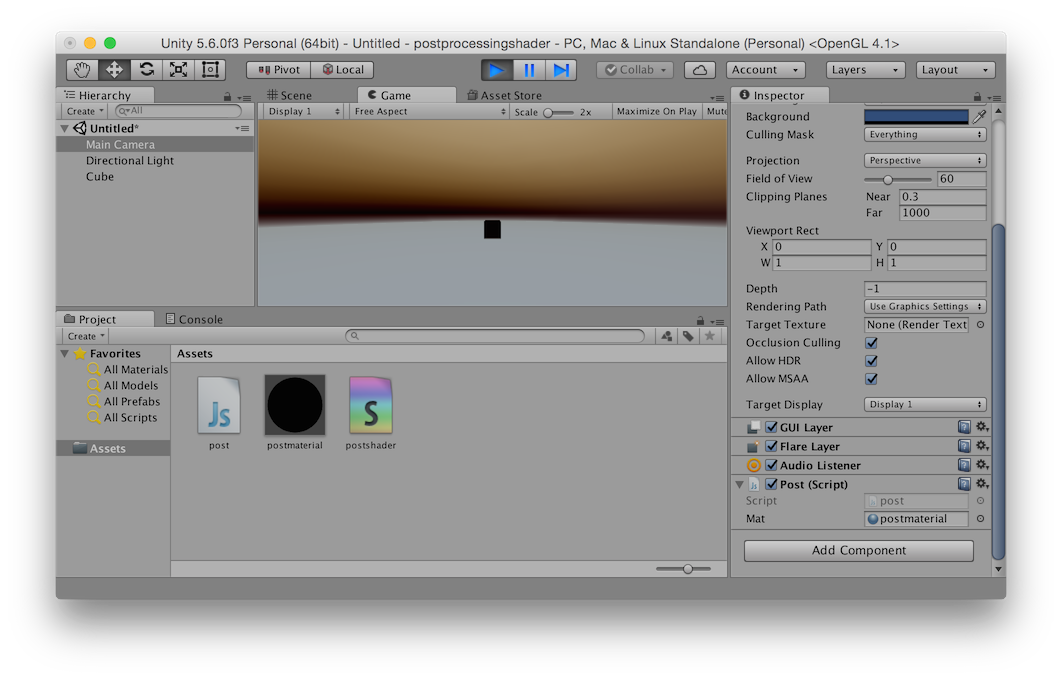 Unity 5.6.0f3 Personal (64bit) - Untitled - postprocessingshader - PC, Mac & Linux Standalone (Personal) <OpenGL 4.1>
Pivot Local Collab Account Layers Layout
Hierarchy
Create All
Untitled*
Main Camera
Directional Light
Cube
Scene Game Asset Store
Display 1 Free Aspect Scale 2x Maximize On Play Mute
Inspector
Background
Culling Mask Everything
Projection Perspective
Field of View 60
Clipping Planes Near 0.3
Far 1000
Viewport Rect
X 0 Y 0
W 1 H 1
Depth -1
Rendering Path Use Graphics Settings
Target Texture None (Render Text
Occlusion Culling
Allow HDR
Allow MSAA
Target Display Display 1
GUI Layer
Flare Layer
Audio Listener
Js Post (Script)
Script post
Mat postmaterial
Add Component
Project Console
Create
Favorites
All Materials
All Models
All Prefabs
All Scripts
Assets
Assets
Js S
post postmaterial postshader